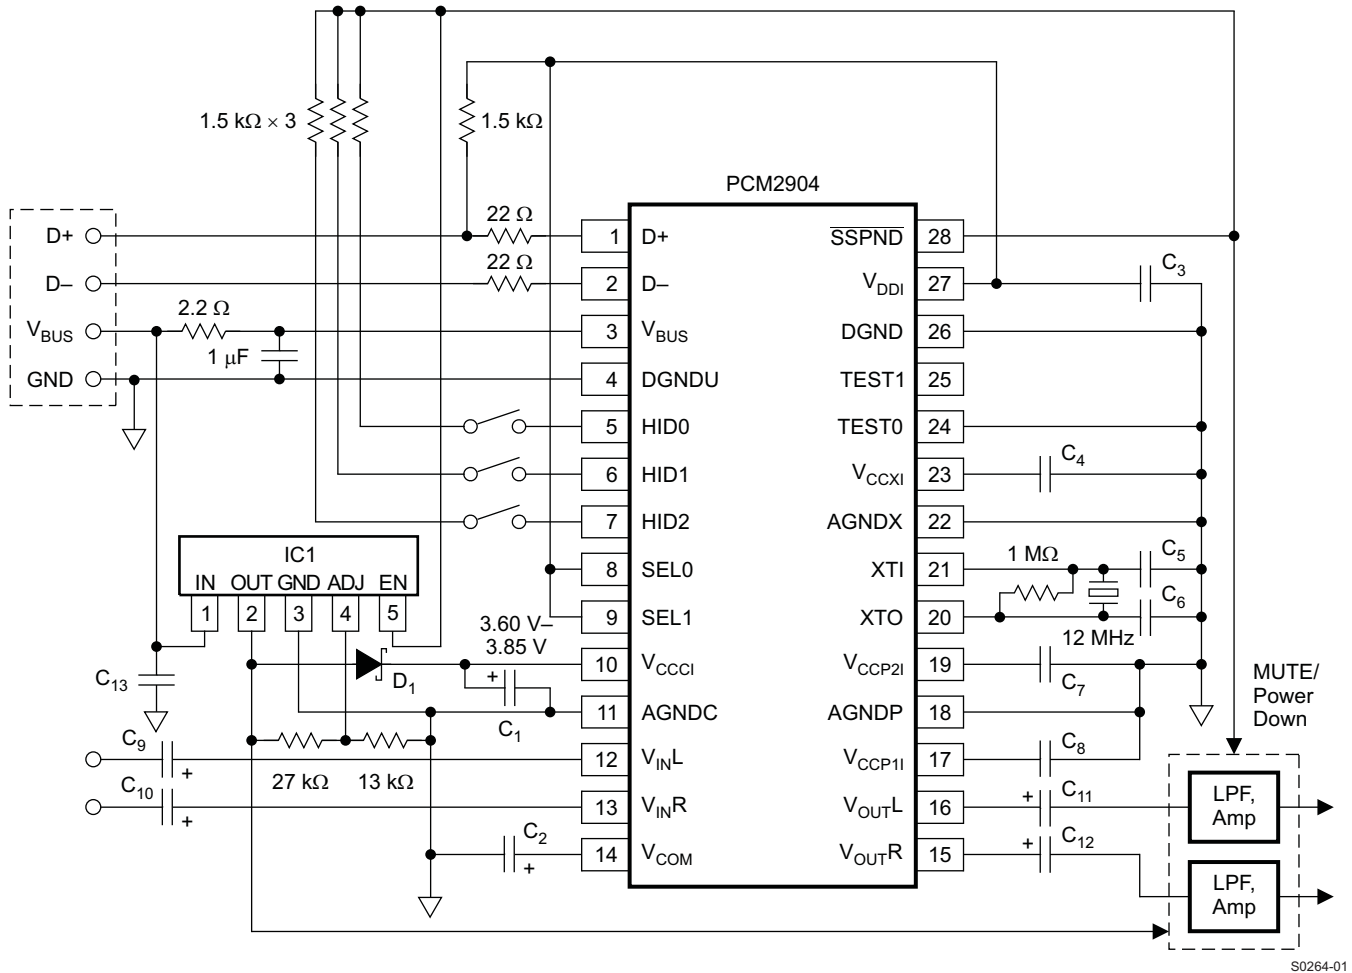 1.5 kΩ × 3
1.5 kΩ
PCM2904
D+
D–
VBUS
GND
22 Ω
22 Ω
2.2 Ω
1 μF
1 D+
2 D–
3 VBUS
4 DGNDU
5 HID0
6 HID1
7 HID2
8 SEL0
9 SEL1
10 VCCCI
11 AGNDC
12 VINL
13 VINR
14 VCOM
SSPND 28
VDDI 27
DGND 26
TEST1 25
TEST0 24
VCCXI 23
AGNDX 22
XTI 21
XTO 20
VCCP2I 19
AGNDP 18
VCCP1I 17
VOUTL 16
VOUTR 15
IC1
IN OUT GND ADJ EN
1 2 3 4 5
3.60 V–
3.85 V
D1
+
C1
C13
C9
+
C10
+
27 kΩ 13 kΩ
C2
+
C3
C4
1 MΩ
C5
C6
12 MHz
C7
C8
+ C11
+ C12
MUTE/
Power
Down
LPF,
Amp
LPF,
Amp
S0264-01